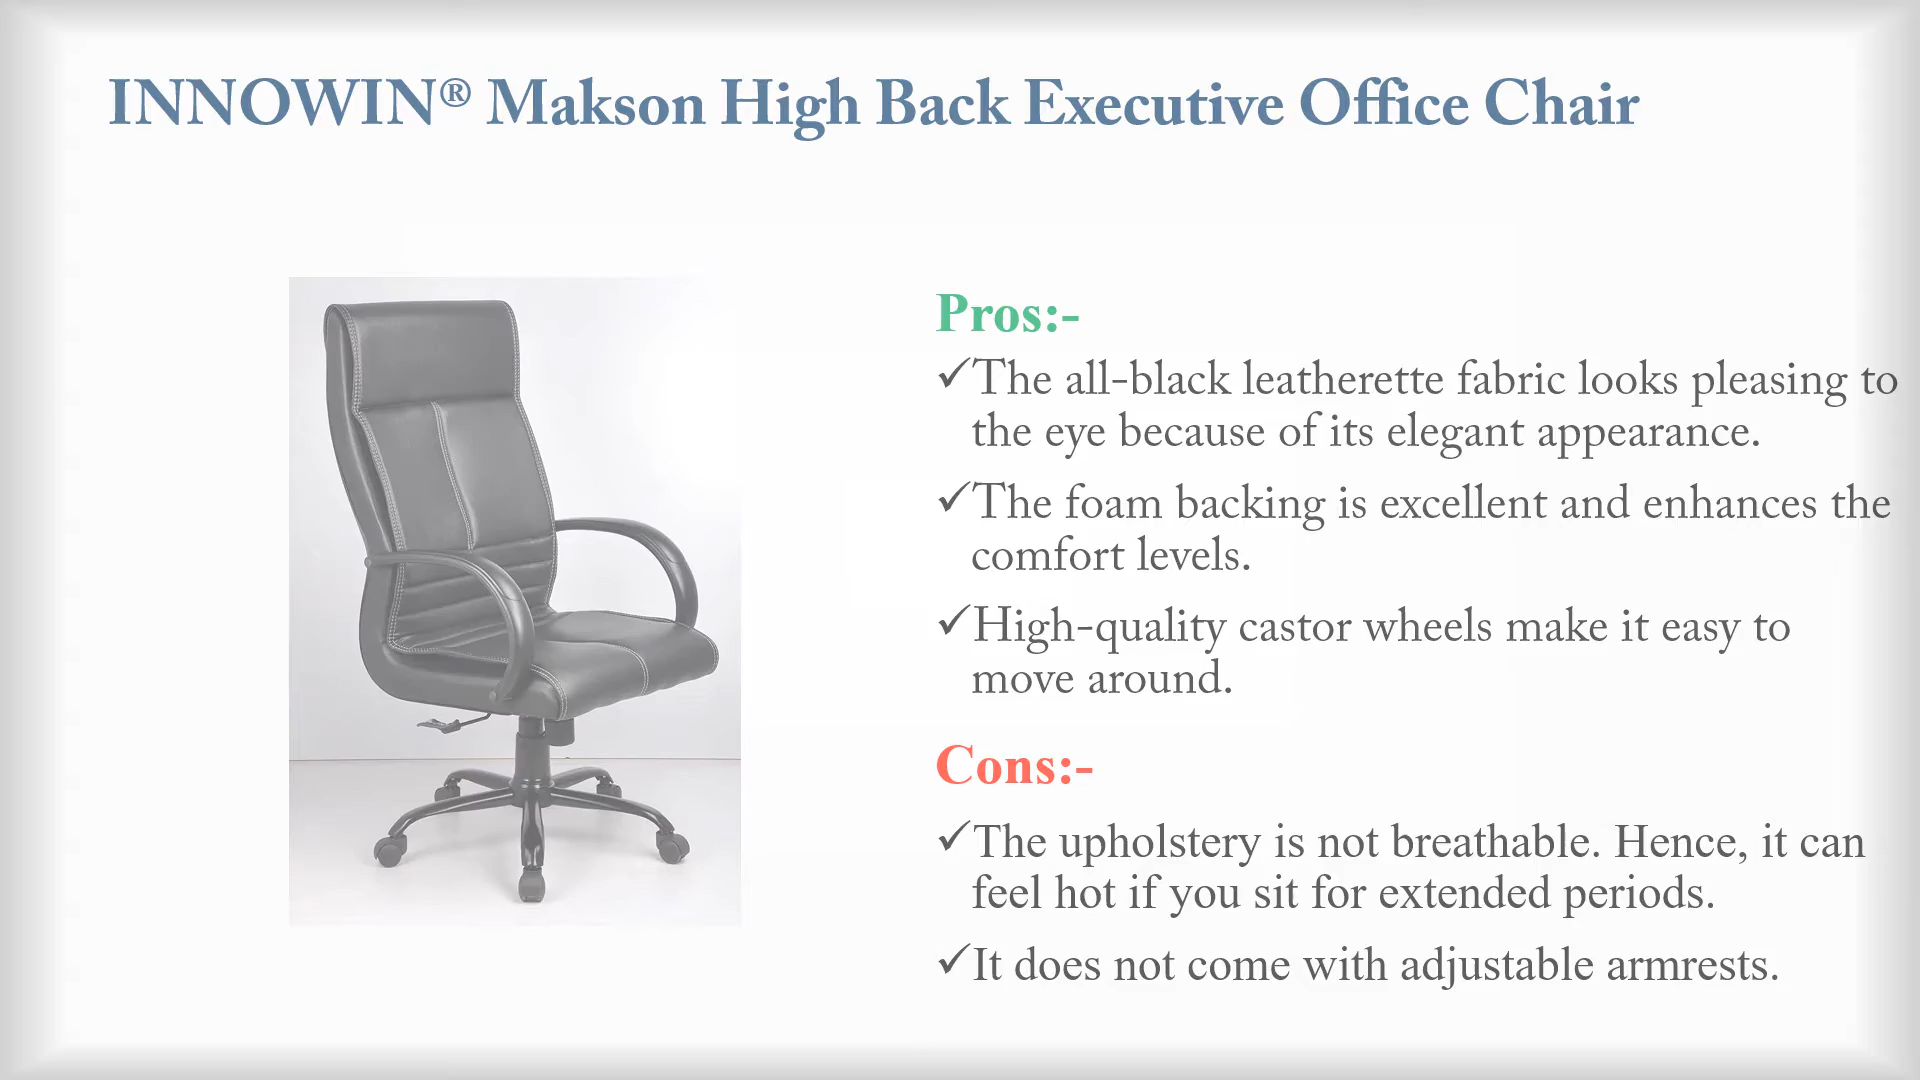 INNOWIN® Makson High Back Executive Office Chair
Pros:-
✓The all-black leatherette fabric looks pleasing to
the eye because of its elegant appearance.
✓The foam backing is excellent and enhances the
comfort levels.
✓High-quality castor wheels make it easy to
move around.
Cons:-
✓The upholstery is not breathable. Hence, it can
feel hot if you sit for extended periods.
✓It does not come with adjustable armrests.